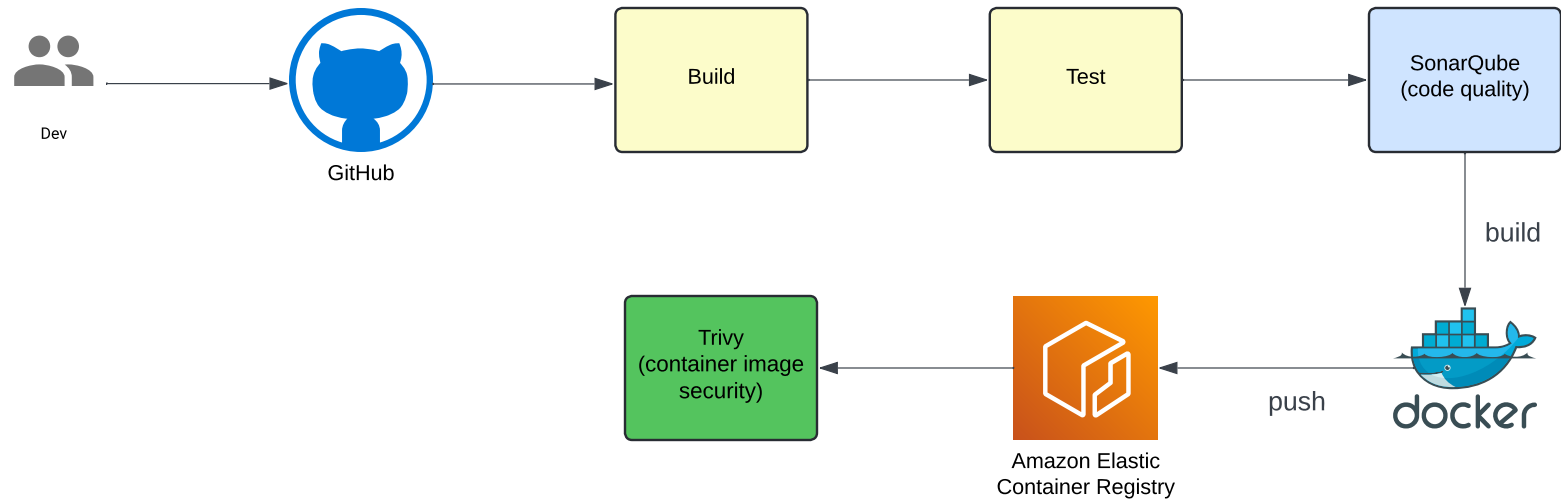 Dev
GitHub
Build
Test
SonarQube
(code quality)
build
docker
push
Amazon Elastic
Container Registry
Trivy
(container image
security)